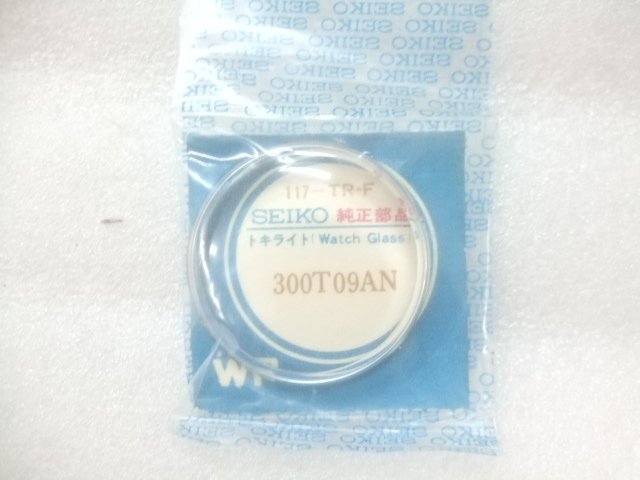 117-TR-F
SEIKO 純正部品
トキライト(Watch Glass)
300T09AN